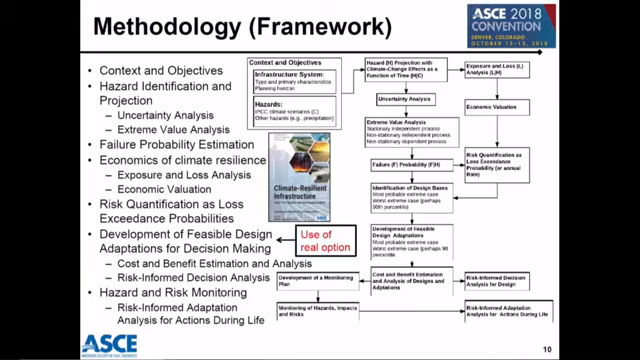 Methodology (Framework)
ASCE 2018
CONVENTION
DENVER, COLORADO
OCTOBER 12-15, 2018
• Context and Objectives
• Hazard Identification and
Projection
– Uncertainty Analysis
– Extreme Value Analysis
• Failure Probability Estimation
• Economics of climate resilience
– Exposure and Loss Analysis
– Economic Valuation
• Risk Quantification as Loss
Exceedance Probabilities
• Development of Feasible Design
Adaptations for Decision Making
– Cost and Benefit Estimation and Analysis
– Risk-Informed Decision Analysis
• Hazard and Risk Monitoring
– Risk-Informed Adaptation
Analysis for Actions During Life
Use of
real option
Context and Objectives
Infrastructure System:
Type and primary characteristics
Planning horizon
Hazards:
IPCC climate scenarios (C)
Other hazards (e.g., precipitation)
Climate-Resilient
Infrastructure
Hazard (H) Projection with
Climate-Change Effects as a
Function of Time (H|C)
Exposure and Loss (L)
Analysis (L|H)
Uncertainty Analysis
Economic Valuation
Extreme Value Analysis
Stationary independent process
Non-stationary independent process
Non-stationary dependent process
Failure (F) Probability (F|H)
Risk Quantification as
Loss Exceedance
Probability (or annual
Rate)
Identification of Design Bases
Most probable extreme case
Worst extreme case (perhaps
90th percentile)
Development of Feasible Design
Adaptations
Most probable extreme case
Worst extreme case (perhaps 90
percentile)
Development of a Monitoring
Plan
Cost and Benefit Estimation
and Analysis of Designs and
Adaptations
Risk-Informed Decision
Analysis for Design
Monitoring of Hazards, Impacts
and Risks
Risk-Informed Adaptation
Analysis for Actions During Life
ASCE
AMERICAN SOCIETY OF CIVIL ENGINEERS
10